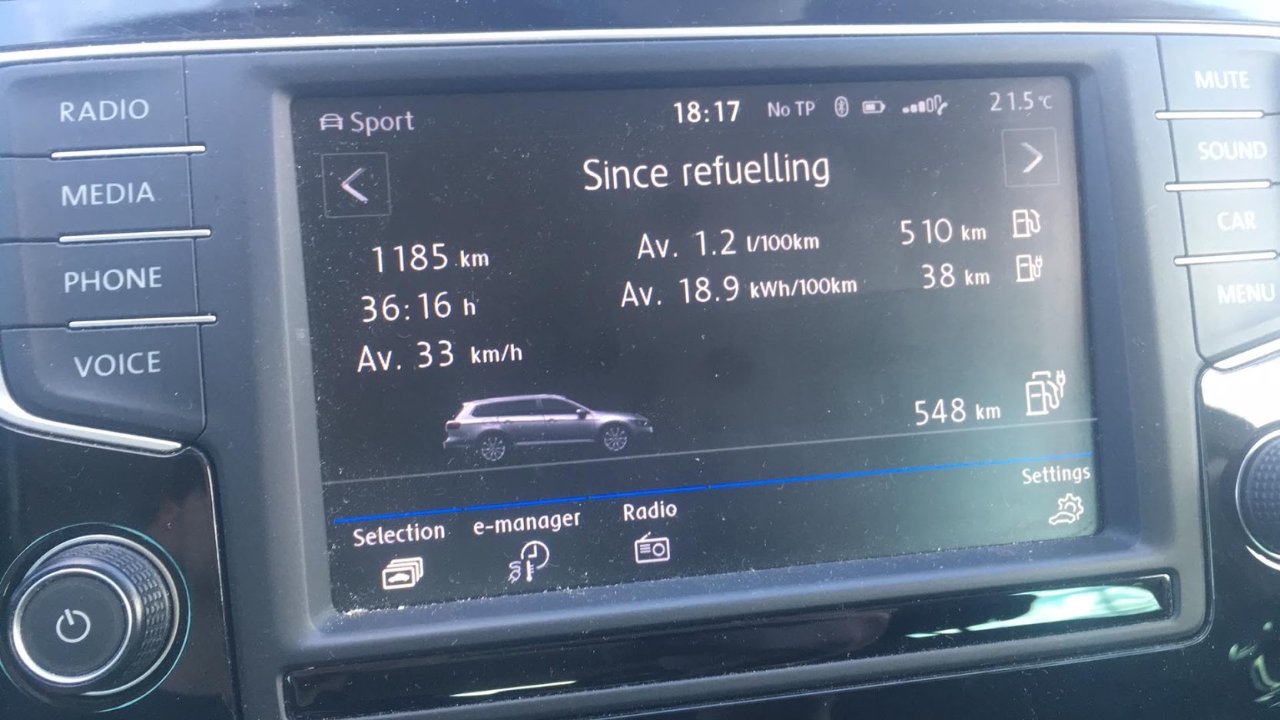 RADIO
MEDIA
PHONE
VOICE
Sport
18:17 No TP 21.5°C
Since refuelling
1185 km
36:16 h
Av. 33 km/h
Av. 1.2 l/100km
Av. 18.9 kWh/100km
510 km
38 km
548 km
Selection
e-manager
Radio
Settings
MUTE
SOUND
CAR
MENU